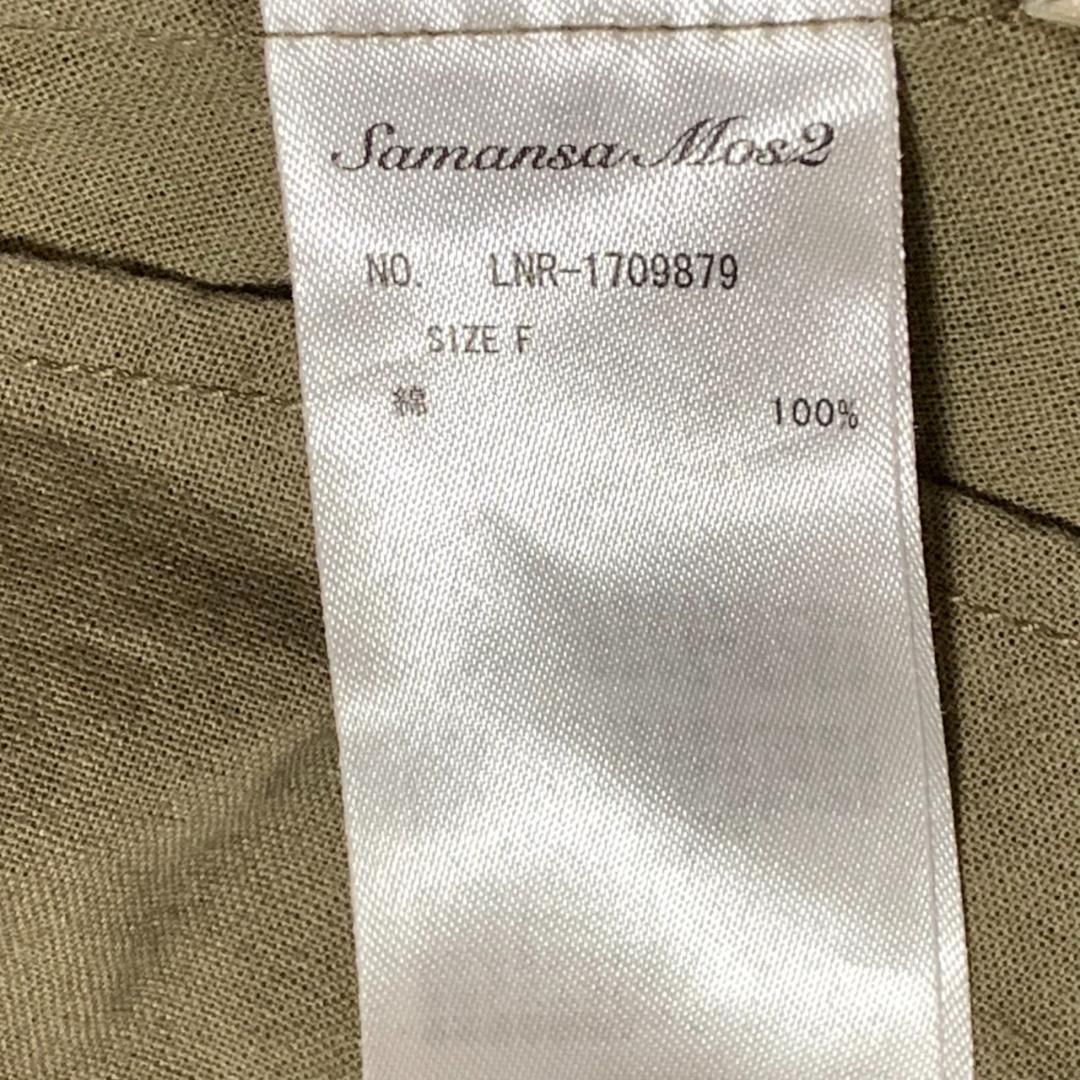 Samansa Mos2
NO. LNR-1709879
SIZE F
綿 100%